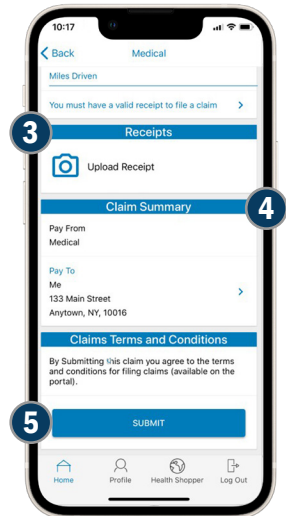 10:17
Back
Medical
Miles Driven
You must have a valid receipt to file a claim
3
Receipts
Upload Receipt
4
Claim Summary
Pay From
Medical
Pay To
Me
133 Main Street
Anytown, NY, 10016
Claims Terms and Conditions
By Submitting this claim you agree to the terms
and conditions for filing claims (available on the
portal).
5
SUBMIT
Home
Profile
Health Shopper
Log Out